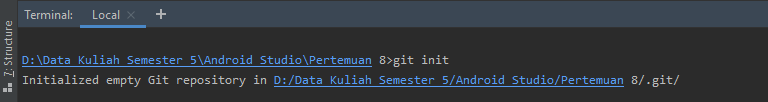 Terminal: Local × +
Z: Structure
D:\Data Kuliah Semester 5\Android Studio\Pertemuan 8>git init
Initialized empty Git repository in D:/Data Kuliah Semester 5/Android Studio/Pertemuan 8/.git/